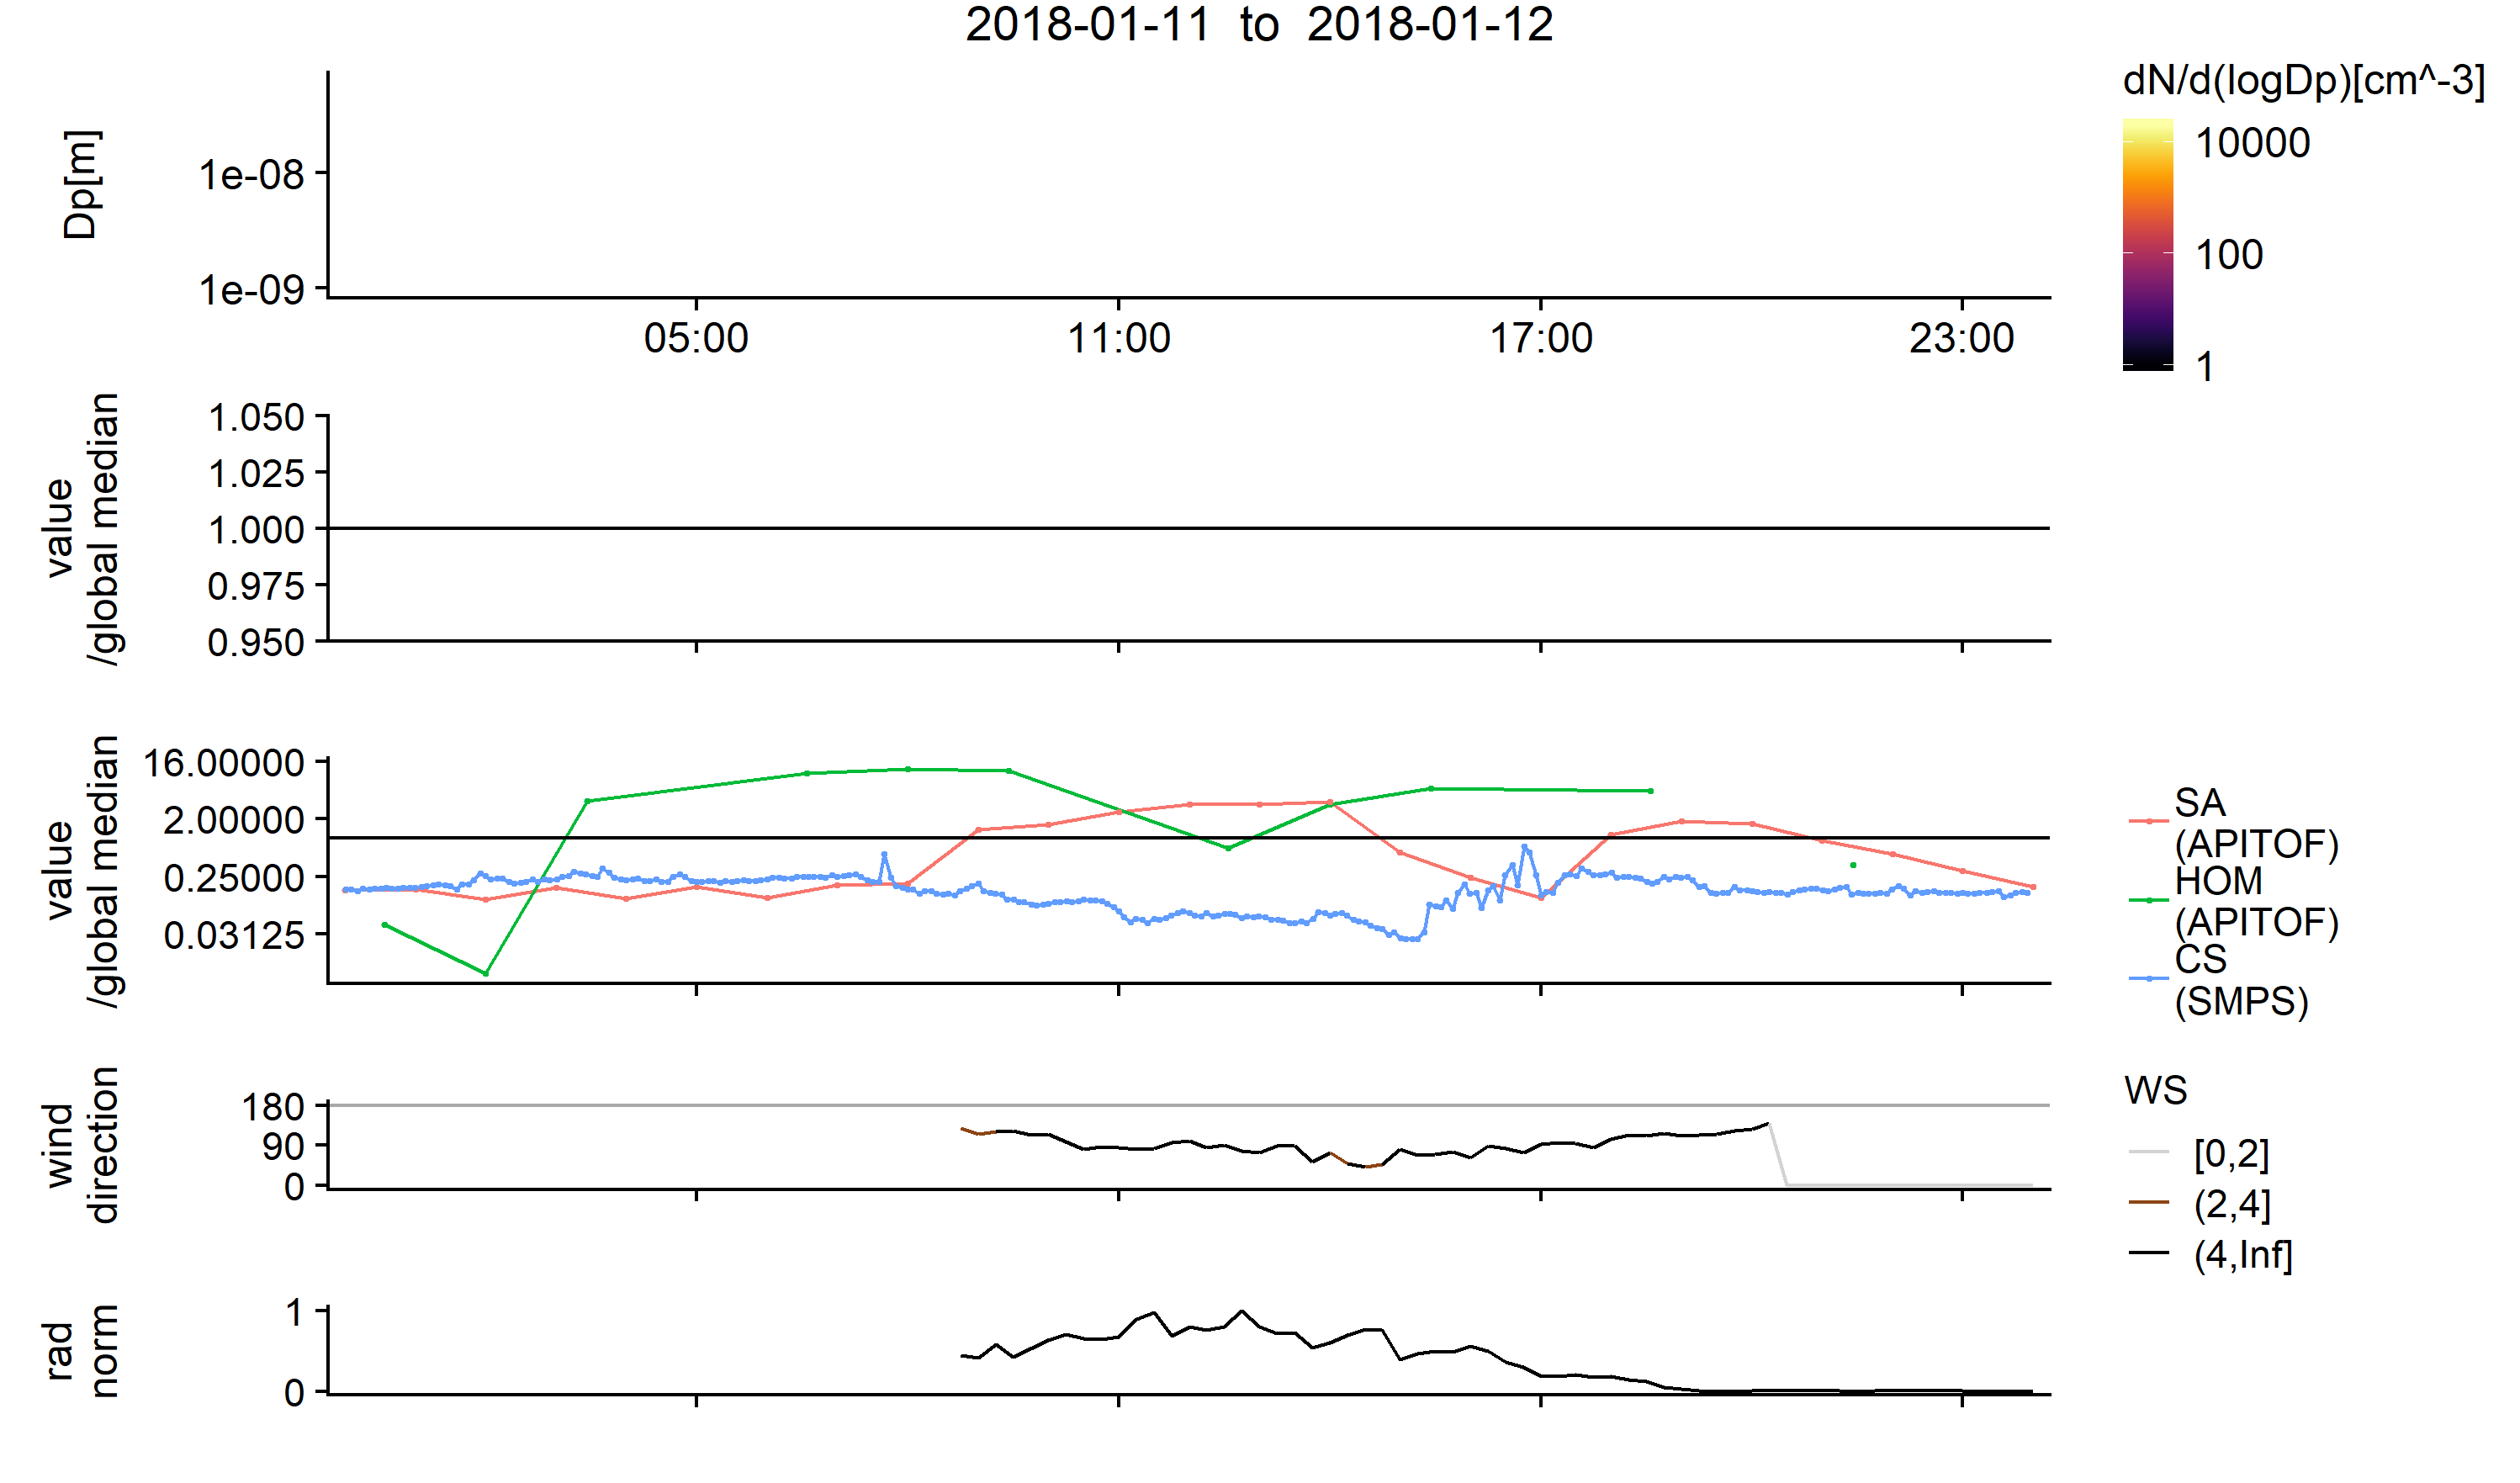 2018-01-11 to 2018-01-12
Dp[m]
1e-08
1e-09
05:00
11:00
17:00
23:00
dN/d(logDp)[cm^-3]
10000
100
1
value
/global median
1.050
1.025
1.000
0.975
0.950
value
/global median
16.00000
2.00000
0.25000
0.03125
SA
(APITOF)
HOM
(APITOF)
CS
(SMPS)
wind
direction
180
90
0
WS
[0,2]
(2,4]
(4,Inf]
rad
norm
1
0